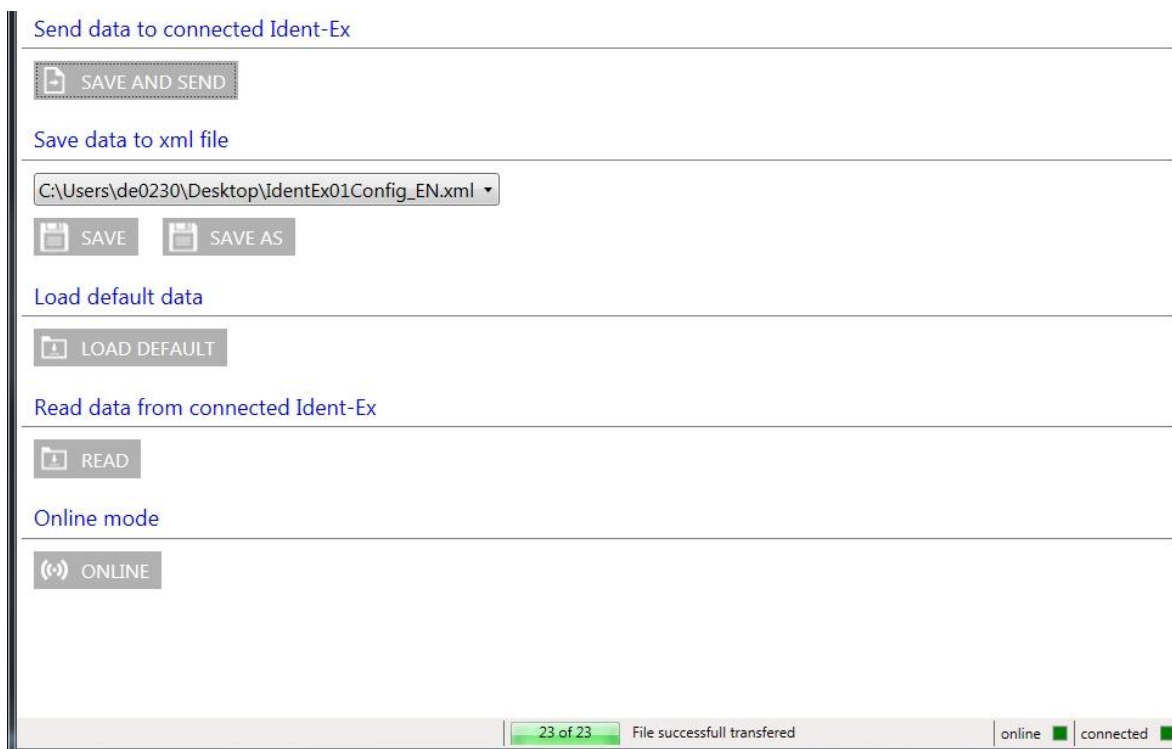 Send data to connected Ident-Ex
SAVE AND SEND
Save data to xml file
C:\Users\de0230\Desktop\IdentEx01Config_EN.xml
SAVE SAVE AS
Load default data
LOAD DEFAULT
Read data from connected Ident-Ex
READ
Online mode
ONLINE
23 of 23 File successfull transfered online connected